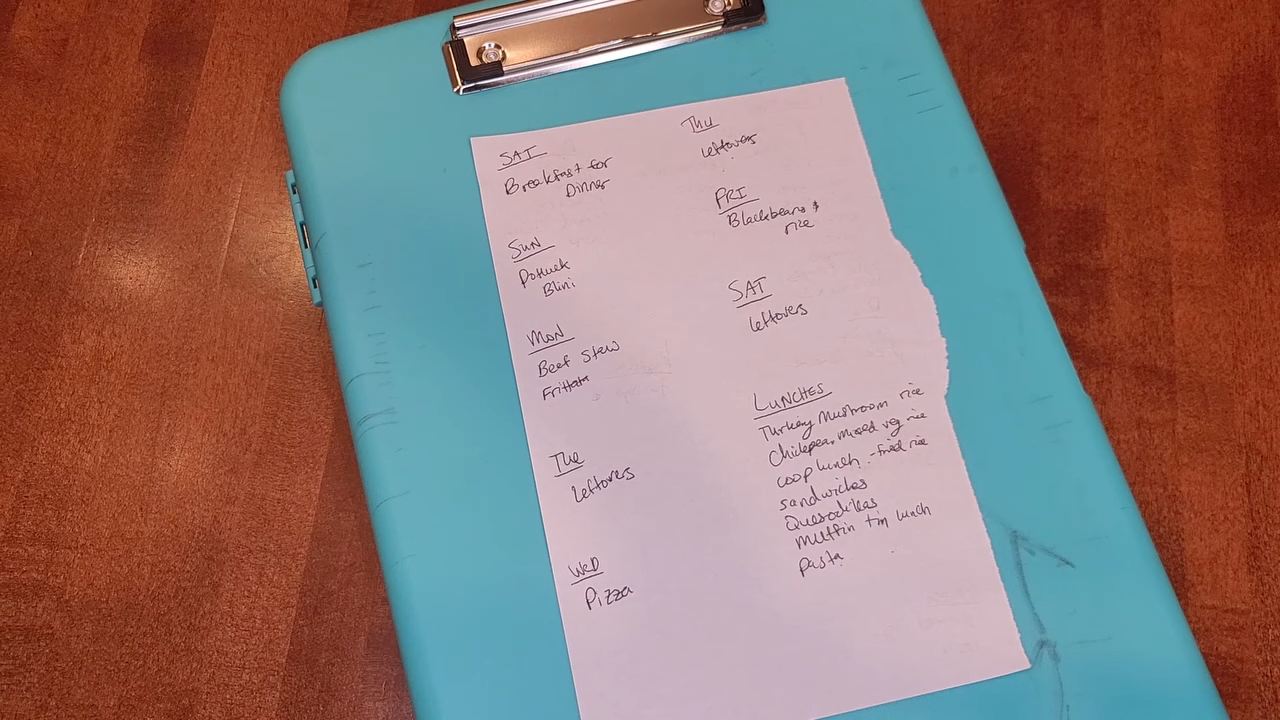 SAT
Breakfast for
Dinner
SUN
Potluck
Blini
MON
Beef Stew
Frittata
Tue
Leftovers
WED
Pizza
Thu
Leftovers
FRI
Blackbeans &
rice
SAT
Leftovers
LUNCHES
Turkey Mushroom rice
Chickpea, mixed veg rice
coop lunch - fried rice
sandwiches
Quesadillas
Muffin tin lunch
pasta